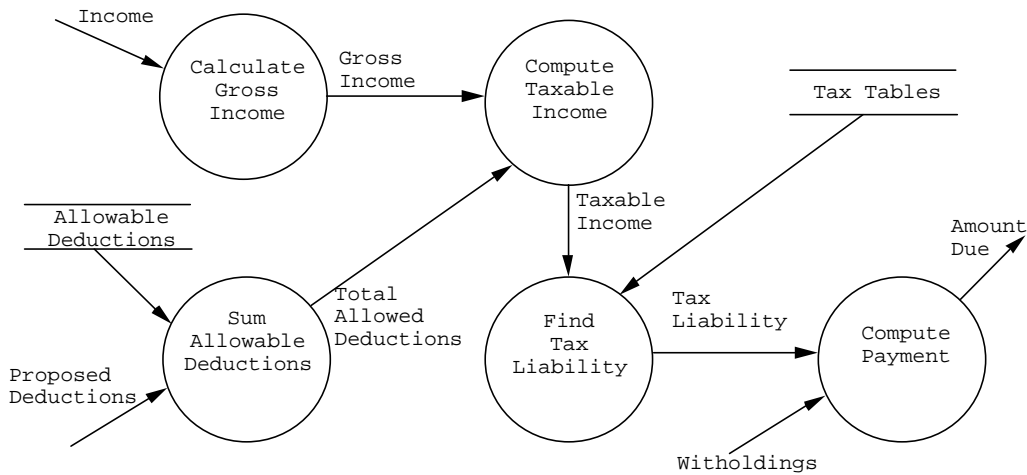 Income
Calculate
Gross
Income
Gross
Income
Compute
Taxable
Income
Tax Tables
Allowable
Deductions
Taxable
Income
Amount
Due
Sum
Allowable
Deductions
Total
Allowed
Deductions
Find
Tax
Liability
Tax
Liability
Compute
Payment
Proposed
Deductions
Witholdings